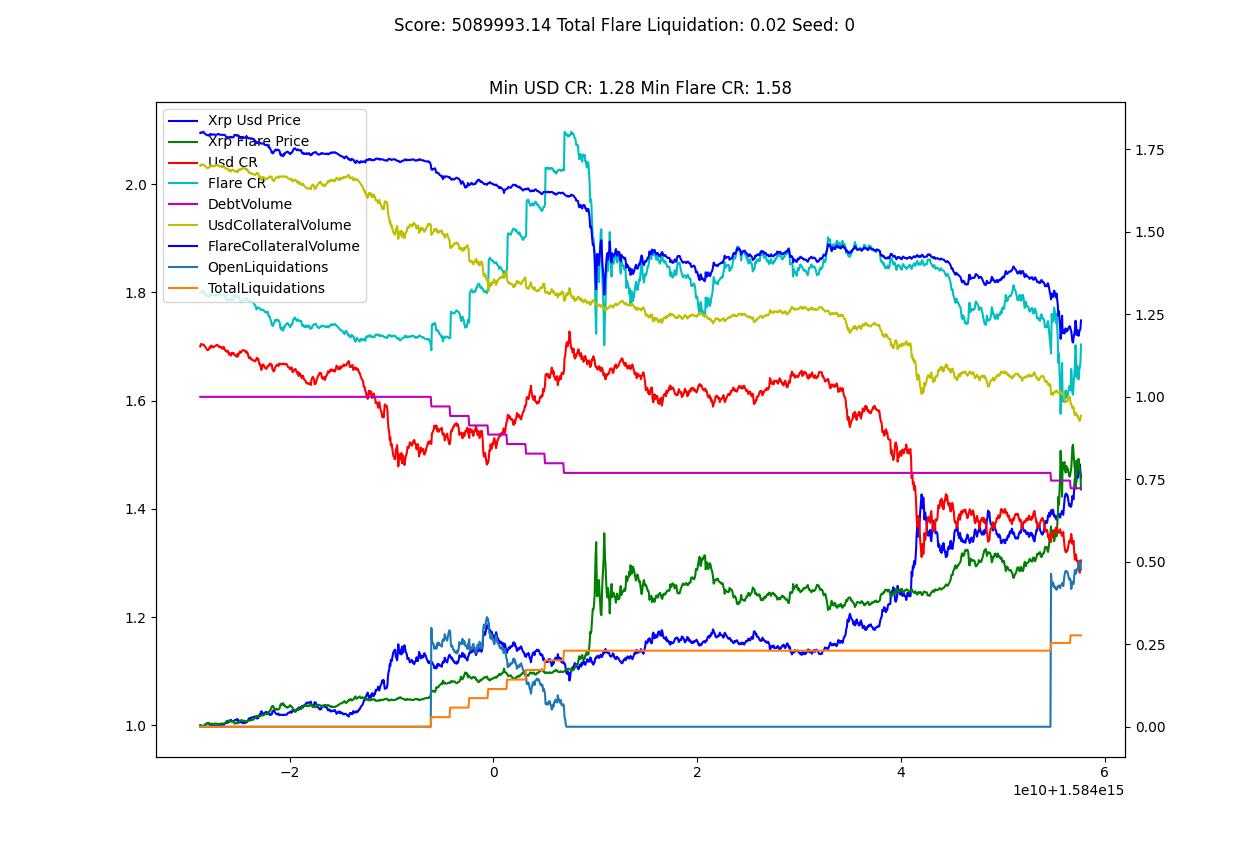 Score: 5089993.14 Total Flare Liquidation: 0.02 Seed: 0
Min USD CR: 1.28 Min Flare CR: 1.58
Xrp Usd Price
Xrp Flare Price
Usd CR
Flare CR
DebtVolume
UsdCollateralVolume
FlareCollateralVolume
OpenLiquidations
TotalLiquidations
2.0
1.8
1.6
1.4
1.2
1.0
1.75
1.50
1.25
1.00
0.75
0.50
0.25
0.00
−2
0
2
4
6
1e10+1.584e15